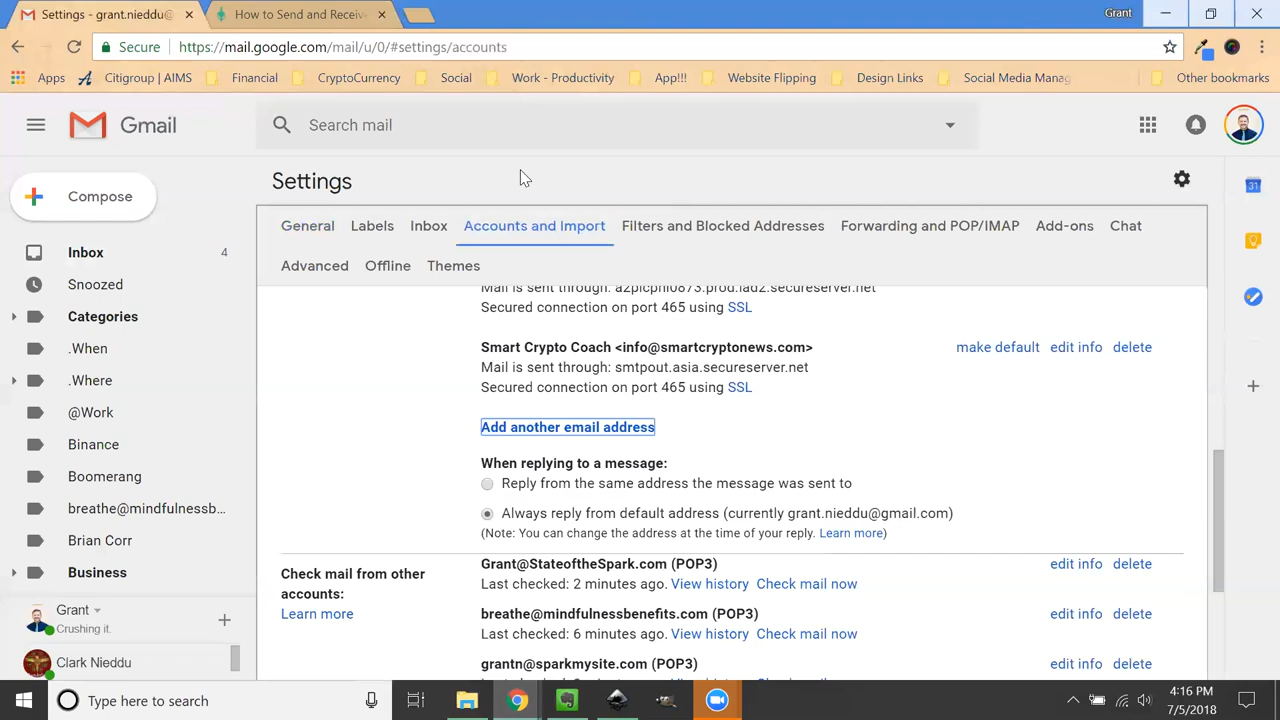 Settings - grant.nieddu@
How to Send and Receiv
Grant
Secure
https://mail.google.com/mail/u/0/#settings/accounts
Apps
Citigroup | AIMS
Financial
CryptoCurrency
Social
Work - Productivity
App!!!
Website Flipping
Design Links
Social Media Manag
Other bookmarks
Gmail
Search mail
Compose
Settings
31
General
Labels
Inbox
Accounts and Import
Filters and Blocked Addresses
Forwarding and POP/IMAP
Add-ons
Chat
Advanced
Offline
Themes
Inbox 4
Snoozed
Categories
.When
.Where
@Work
Binance
Boomerang
breathe@mindfulnessb...
Brian Corr
Business
Grant
Crushing it.
Clark Nieddu
Mail is sent through: a2plcpnl0873.prod.iad2.secureserver.net
Secured connection on port 465 using SSL
Smart Crypto Coach <info@smartcryptonews.com>
make default edit info delete
Mail is sent through: smtpout.asia.secureserver.net
Secured connection on port 465 using SSL
Add another email address
When replying to a message:
Reply from the same address the message was sent to
Always reply from default address (currently grant.nieddu@gmail.com)
(Note: You can change the address at the time of your reply. Learn more)
Check mail from other
accounts:
Learn more
Grant@StateoftheSpark.com (POP3)
edit info delete
Last checked: 2 minutes ago. View history Check mail now
breathe@mindfulnessbenefits.com (POP3)
edit info delete
Last checked: 6 minutes ago. View history Check mail now
grantn@sparkmysite.com (POP3)
edit info delete
Type here to search
4:16 PM
7/5/2018